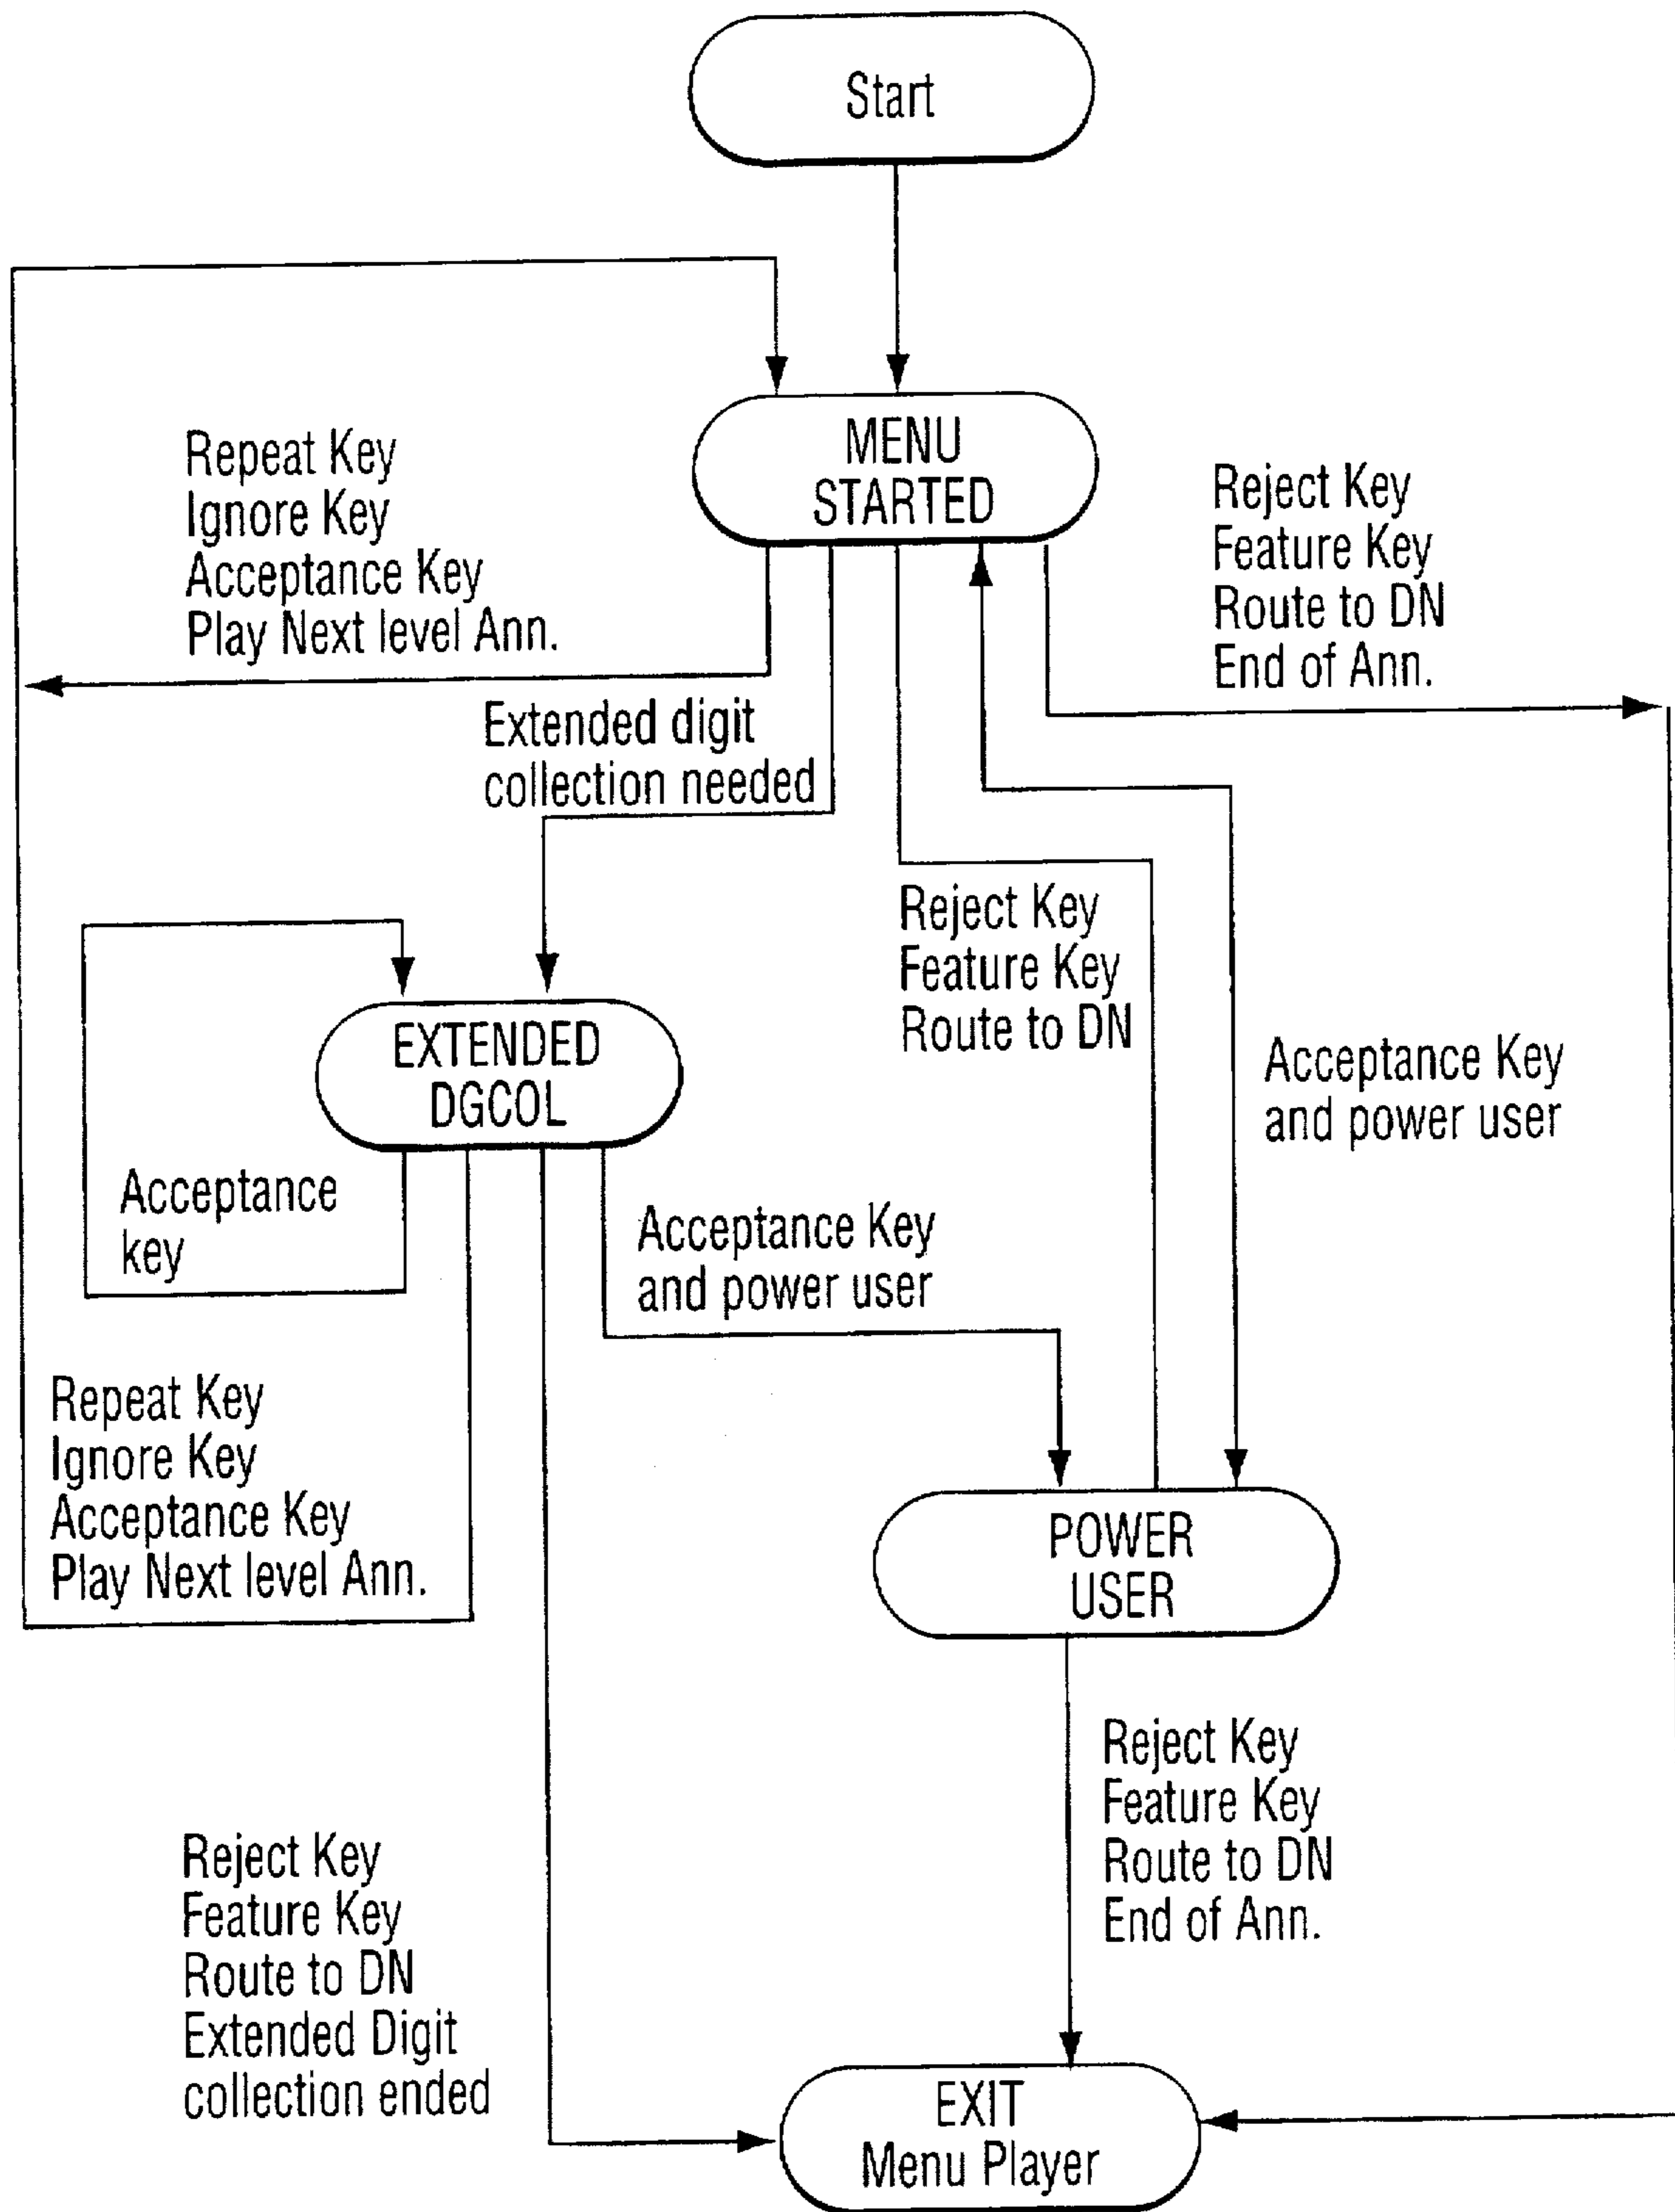 Start
MENU
STARTED
Repeat Key
Ignore Key
Acceptance Key
Play Next level Ann.
Reject Key
Feature Key
Route to DN
End of Ann.
Extended digit
collection needed
Reject Key
Feature Key
Route to DN
EXTENDED
DGCOL
Acceptance Key
and power user
Acceptance
key
Acceptance Key
and power user
Repeat Key
Ignore Key
Acceptance Key
Play Next level Ann.
POWER
USER
Reject Key
Feature Key
Route to DN
End of Ann.
Reject Key
Feature Key
Route to DN
Extended Digit
collection ended
EXIT
Menu Player